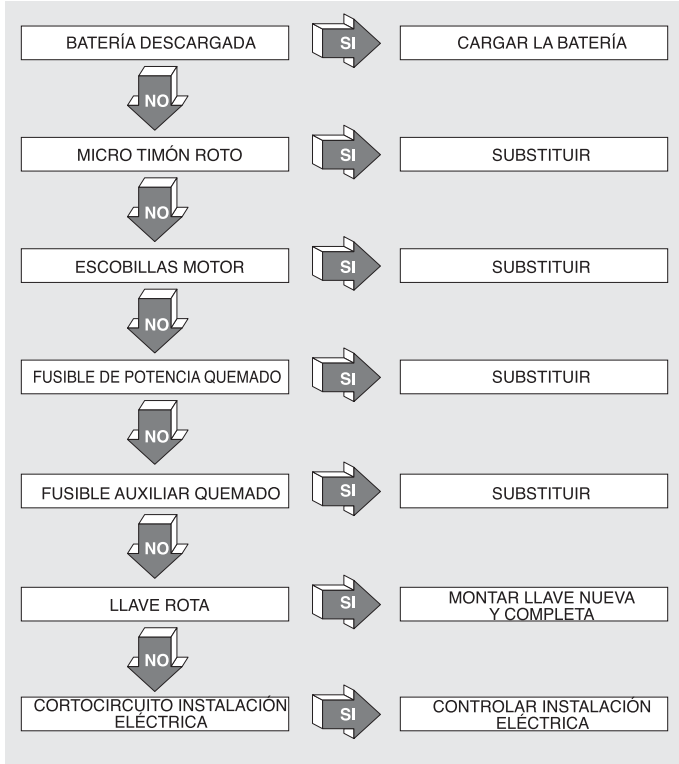 BATERÍA DESCARGADA
SI
CARGAR LA BATERÍA
NO
MICRO TIMÓN ROTO
SI
SUBSTITUIR
NO
ESCOBILLAS MOTOR
SI
SUBSTITUIR
NO
FUSIBLE DE POTENCIA QUEMADO
SI
SUBSTITUIR
NO
FUSIBLE AUXILIAR QUEMADO
SI
SUBSTITUIR
NO
LLAVE ROTA
SI
MONTAR LLAVE NUEVA
Y COMPLETA
NO
CORTOCIRCUITO INSTALACIÓN
ELÉCTRICA
SI
CONTROLAR INSTALACIÓN
ELÉCTRICA